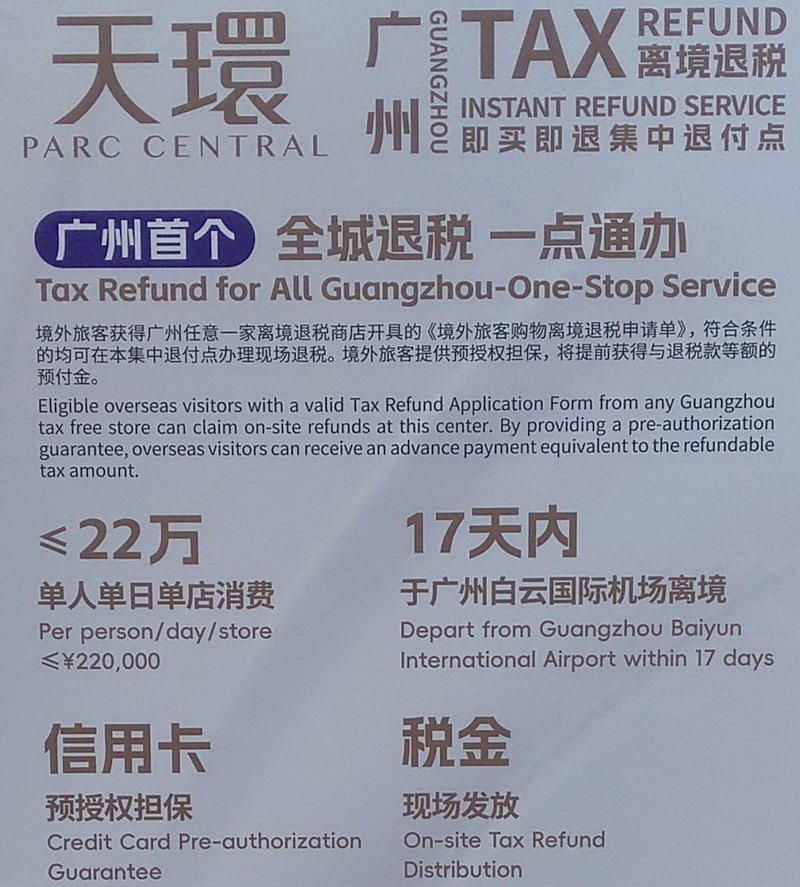 天環
PARC CENTRAL
广州
GUANGZHOU
TAX
REFUND
离境退税
INSTANT REFUND SERVICE
即买即退集中退付点
广州首个 全城退税 一点通办
Tax Refund for All Guangzhou-One-Stop Service
境外旅客获得广州任意一家离境退税商店开具的《境外旅客购物离境退税申请单》，符合条件
的均可在本集中退付点办理现场退税。境外旅客提供预授权担保，将提前获得与退税款等额的
预付金。
Eligible overseas visitors with a valid Tax Refund Application Form from any Guangzhou
tax free store can claim on-site refunds at this center. By providing a pre-authorization
guarantee, overseas visitors can receive an advance payment equivalent to the refundable
tax amount.
≤22万
单人单日单店消费
Per person/day/store
≤¥220,000
17天内
于广州白云国际机场离境
Depart from Guangzhou Baiyun
International Airport within 17 days
信用卡
预授权担保
Credit Card Pre-authorization
Guarantee
税金
现场发放
On-site Tax Refund
Distribution